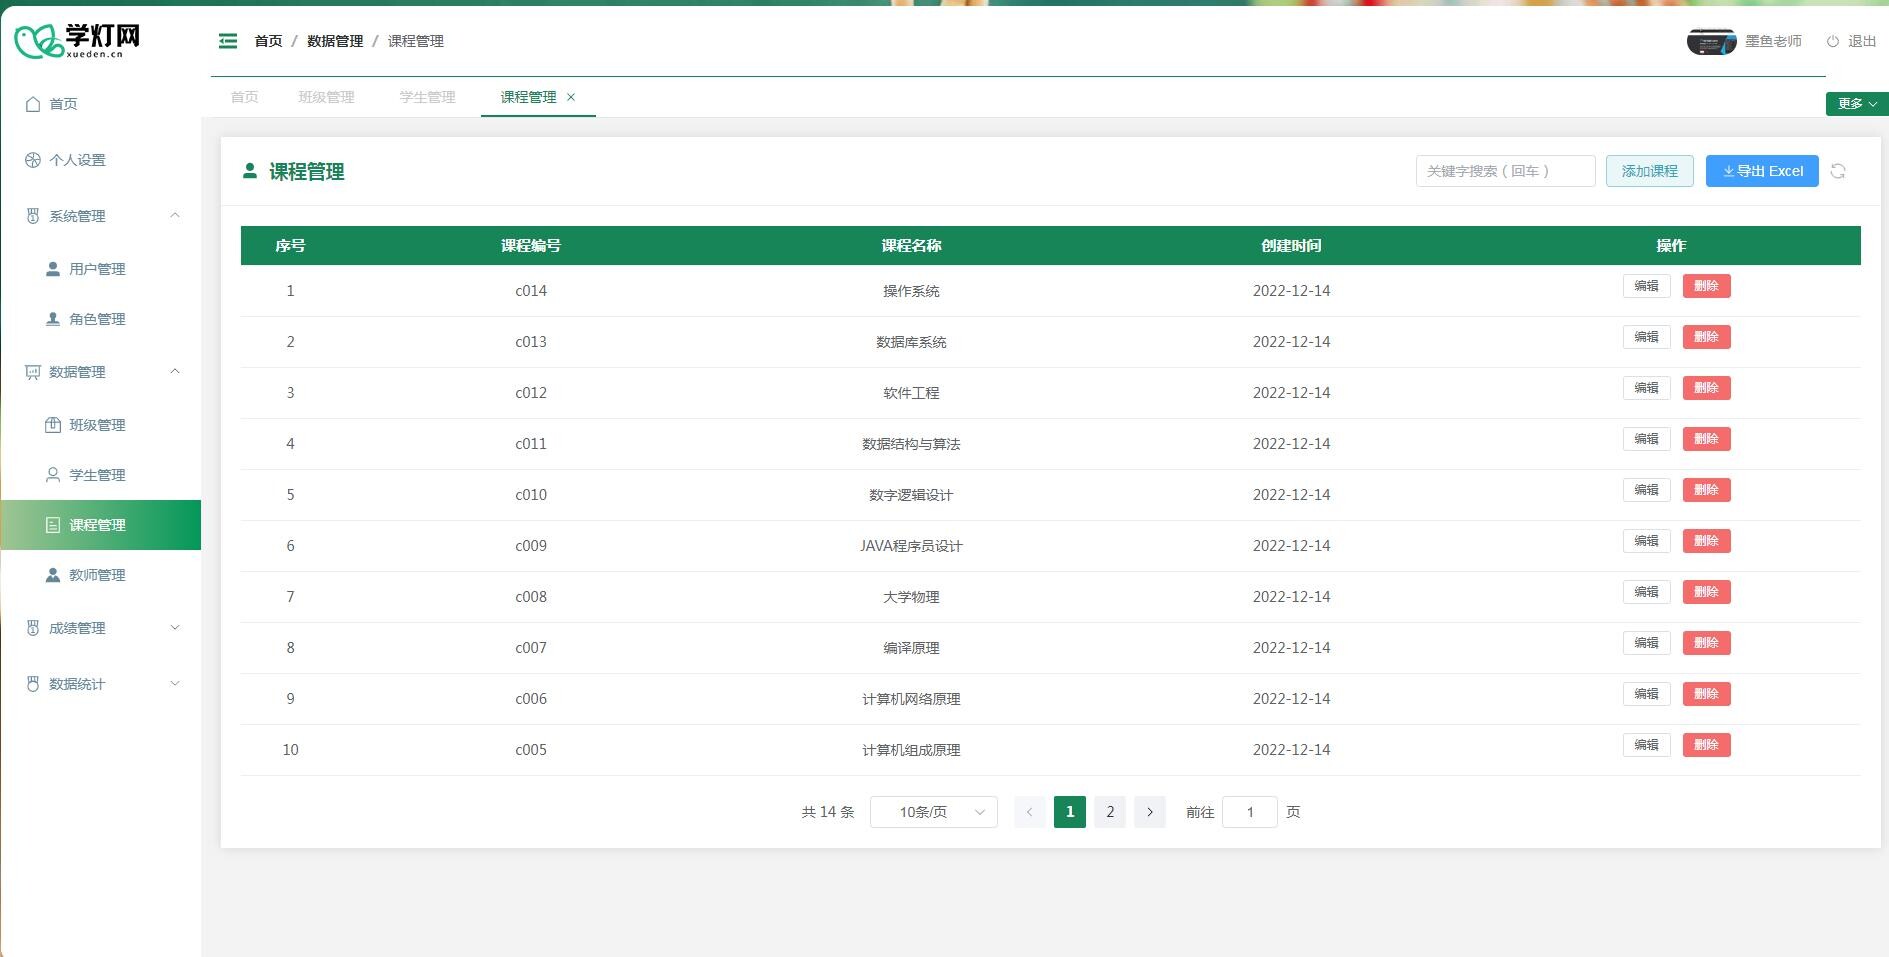 学灯网
xueden.cn
首页 / 数据管理 / 课程管理
墨鱼老师
退出
首页 班级管理 学生管理 课程管理
更多
首页
个人设置
系统管理
用户管理
角色管理
数据管理
班级管理
学生管理
课程管理
教师管理
成绩管理
数据统计
课程管理
关键字搜索（回车） 添加课程 导出 Excel
序号 课程编号 课程名称 创建时间 操作
1 c014 操作系统 2022-12-14 编辑 删除
2 c013 数据库系统 2022-12-14 编辑 删除
3 c012 软件工程 2022-12-14 编辑 删除
4 c011 数据结构与算法 2022-12-14 编辑 删除
5 c010 数字逻辑设计 2022-12-14 编辑 删除
6 c009 JAVA程序员设计 2022-12-14 编辑 删除
7 c008 大学物理 2022-12-14 编辑 删除
8 c007 编译原理 2022-12-14 编辑 删除
9 c006 计算机网络原理 2022-12-14 编辑 删除
10 c005 计算机组成原理 2022-12-14 编辑 删除
共 14 条 10条/页 1 2 前往 1 页